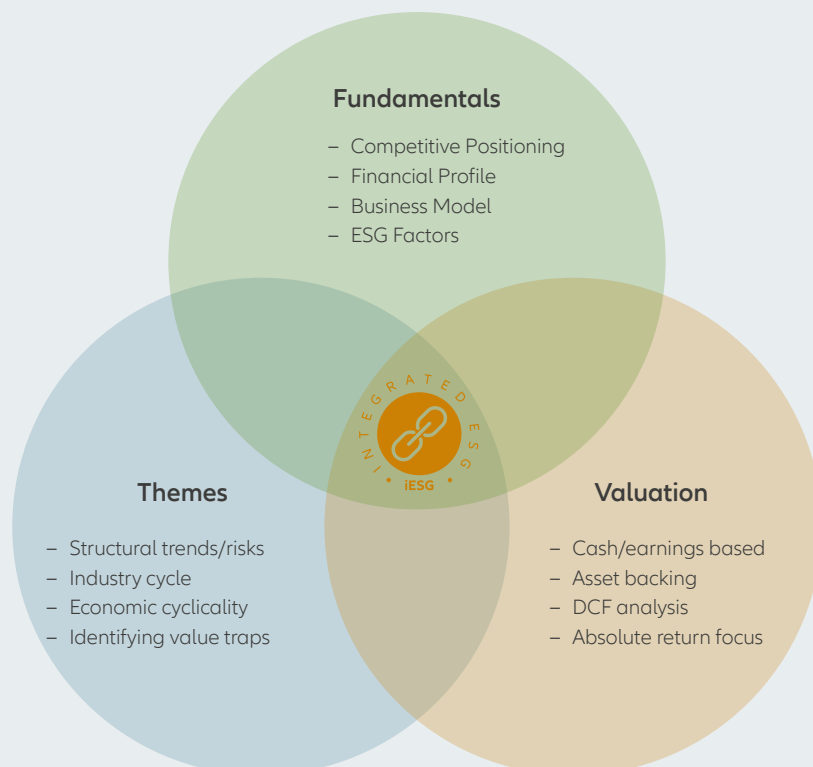 Fundamentals
– Competitive Positioning
– Financial Profile
– Business Model
– ESG Factors
INTEGRATED ESG
• iESG •
Themes
– Structural trends/risks
– Industry cycle
– Economic cyclicality
– Identifying value traps
Valuation
– Cash/earnings based
– Asset backing
– DCF analysis
– Absolute return focus